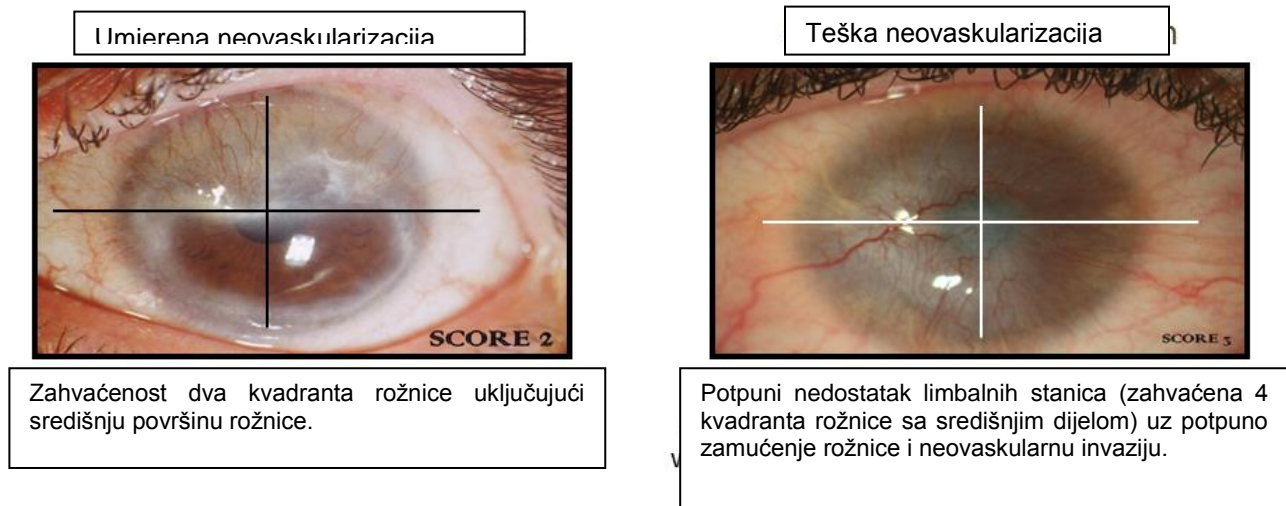 Umjerena neovaskularizacija
SCORE 2
Zahvaćenost dva kvadranta rožnice uključujući
središnju površinu rožnice.
Teška neovaskularizacija
SCORE 3
Potpuni nedostatak limbalnih stanica (zahvaćena 4
kvadranta rožnice sa središnjim dijelom) uz potpuno
zamućenje rožnice i neovaskularnu invaziju.